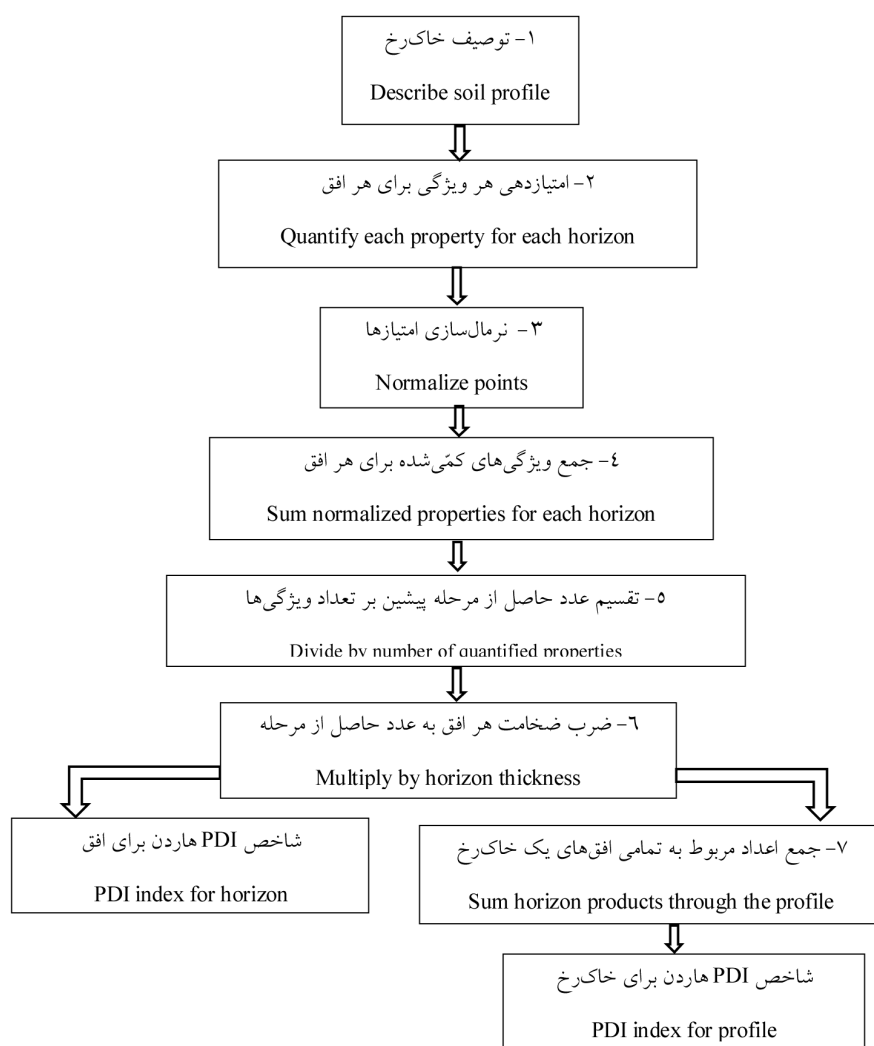 ۱- توصیف خاک‌رخ
Describe soil profile
۲- امتیازدهی هر ویژگی برای هر افق
Quantify each property for each horizon
۳- نرمال‌سازی امتیازها
Normalize points
٤- جمع ویژگی‌های کمّی‌شده برای هر افق
Sum normalized properties for each horizon
٥- تقسیم عدد حاصل از مرحله پیشین بر تعداد ویژگی‌ها
Divide by number of quantified properties
٦- ضرب ضخامت هر افق به عدد حاصل از مرحله
Multiply by horizon thickness
شاخص PDI هاردن برای افق
PDI index for horizon
۷- جمع اعداد مربوط به تمامی افق‌های یک خاک‌رخ
Sum horizon products through the profile
شاخص PDI هاردن برای خاک‌رخ
PDI index for profile